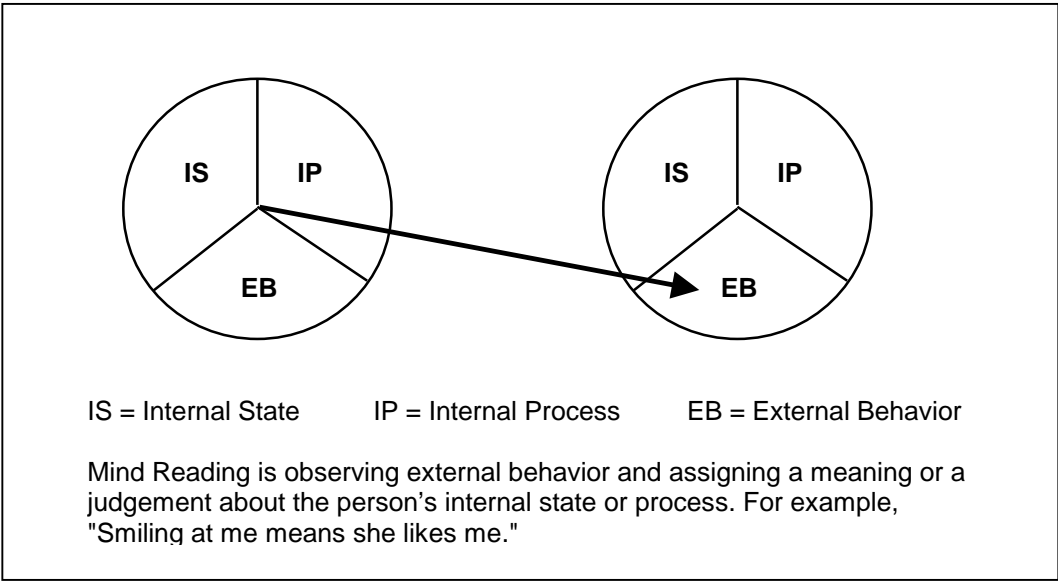 IS IP IS IP
EB EB
IS = Internal State IP = Internal Process EB = External Behavior
Mind Reading is observing external behavior and assigning a meaning or a
judgement about the person’s internal state or process. For example,
"Smiling at me means she likes me."